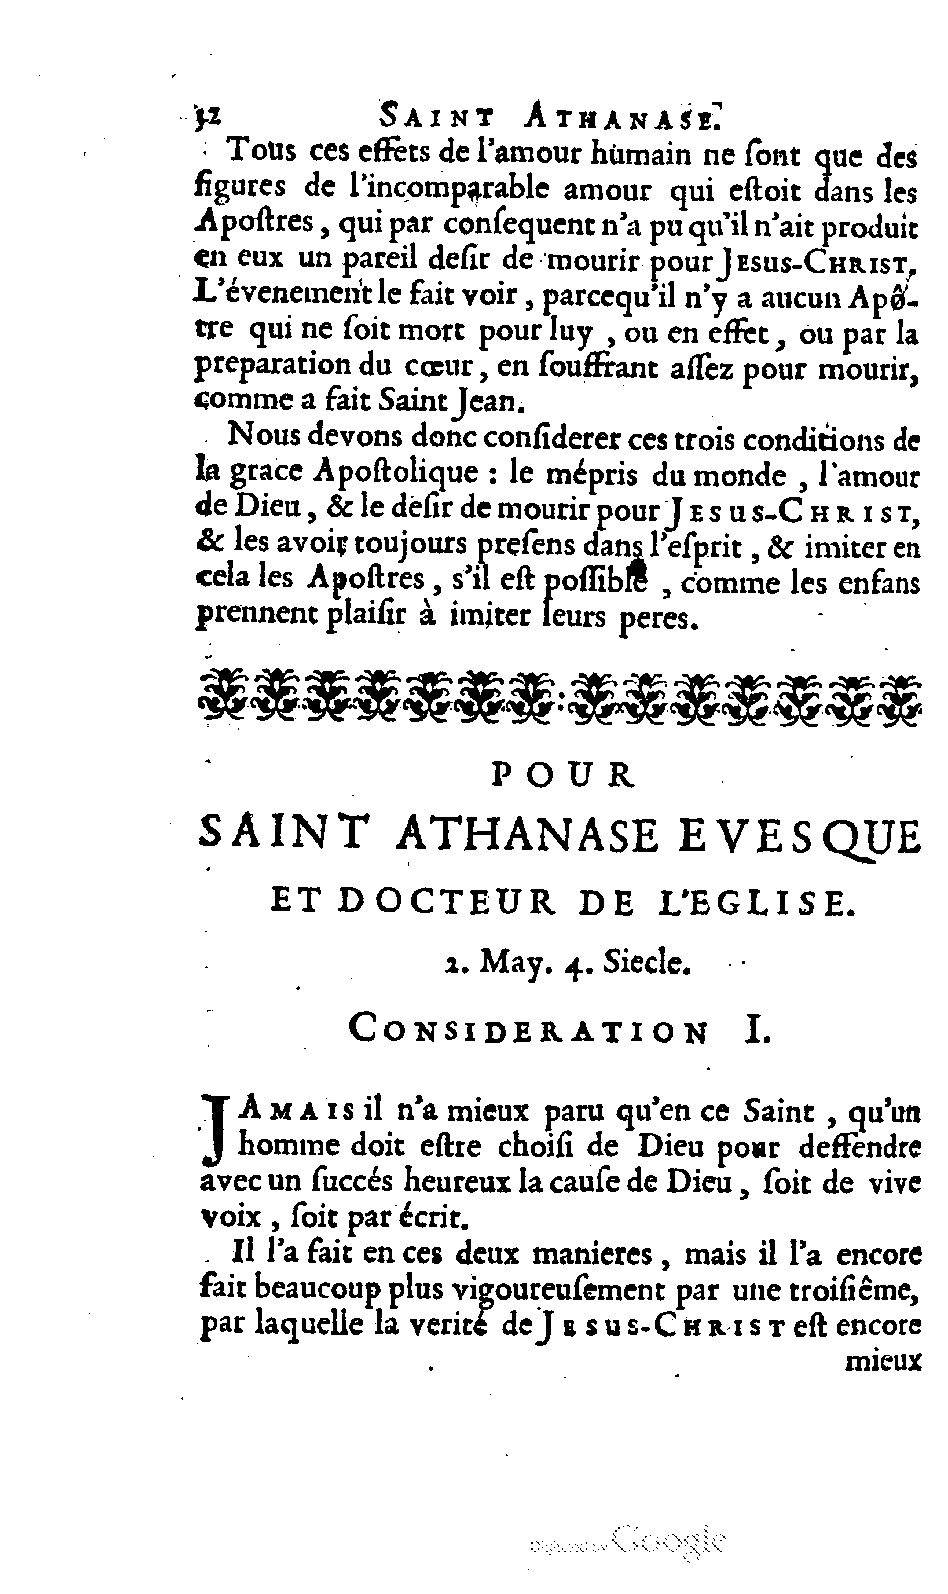 32 SAINT ATHANASE.
Tous ces effets de l'amour humain ne ſont que des
figures de l'incomparable amour qui eſtoit dans les
Apoſtres, qui par conſequent n'a pu qu'il n'ait produit
en eux un pareil deſir de mourir pour JESUS-CHRIST,
L'évenement le fait voir, parcequ'il n'y a aucun Apô-
tre qui ne ſoit mort pour luy, ou en effet, ou par la
preparation du cœur, en ſouffrant aſſez pour mourir,
comme a fait Saint Jean.
Nous devons donc conſiderer ces trois conditions de
la grace Apoſtolique : le mépris du monde, l'amour
de Dieu, & le deſir de mourir pour JESUS-CHRIST,
& les avoir toujours preſens dans l'eſprit, & imiter en
cela les Apoſtres, s'il eſt poſſible, comme les enfans
prennent plaiſir à imiter leurs peres.
POUR
SAINT ATHANASE EVESQUE
ET DOCTEUR DE L'EGLISE.
2. May. 4. Siecle.
CONSIDERATION I.
JAMAIS il n'a mieux paru qu'en ce Saint, qu'un
homme doit eſtre choiſi de Dieu pour deffendre
avec un ſuccés heureux la cauſe de Dieu, ſoit de vive
voix, ſoit par écrit.
Il l'a fait en ces deux manieres, mais il l'a encore
fait beaucoup plus vigoureuſement par une troiſiême,
par laquelle la verité de JESUS-CHRIST eſt encore
mieux
Digitized by Google